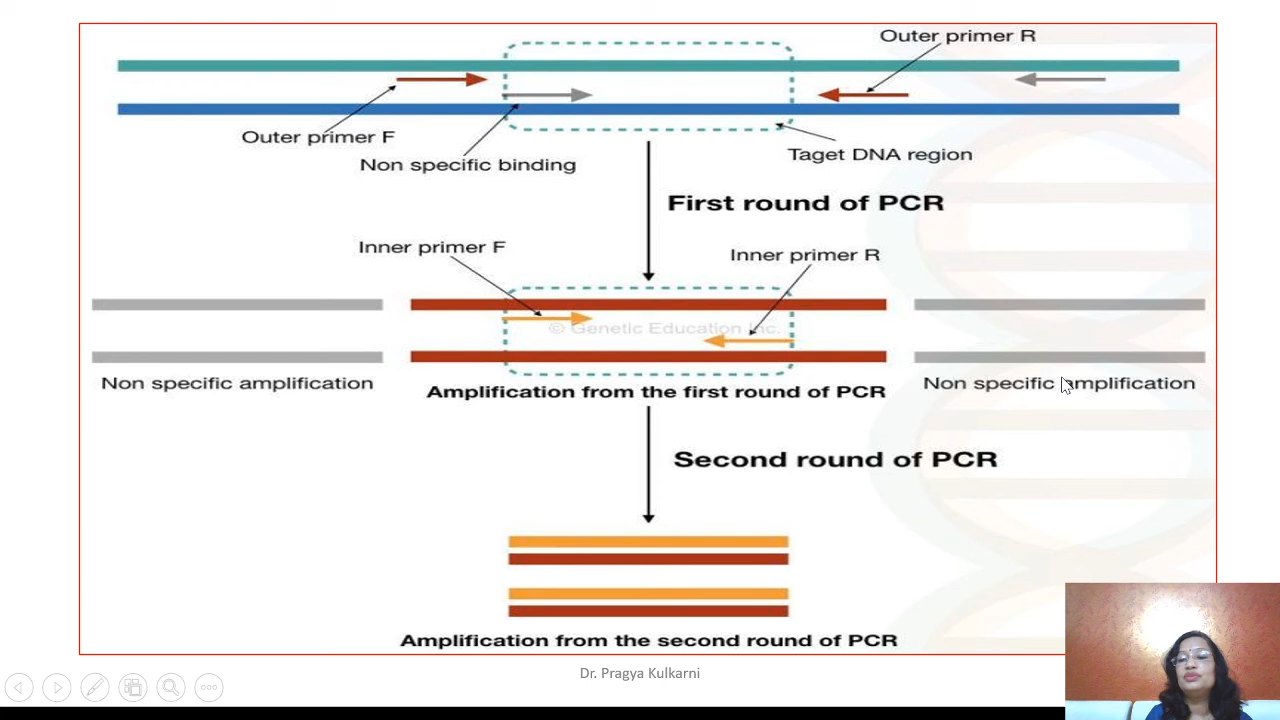 Outer primer R
Outer primer F
Non specific binding
Taget DNA region
First round of PCR
Inner primer F
Inner primer R
© Genetic Education Inc.
Non specific amplification
Amplification from the first round of PCR
Non specific amplification
Second round of PCR
Amplification from the second round of PCR
Dr. Pragya Kulkarni